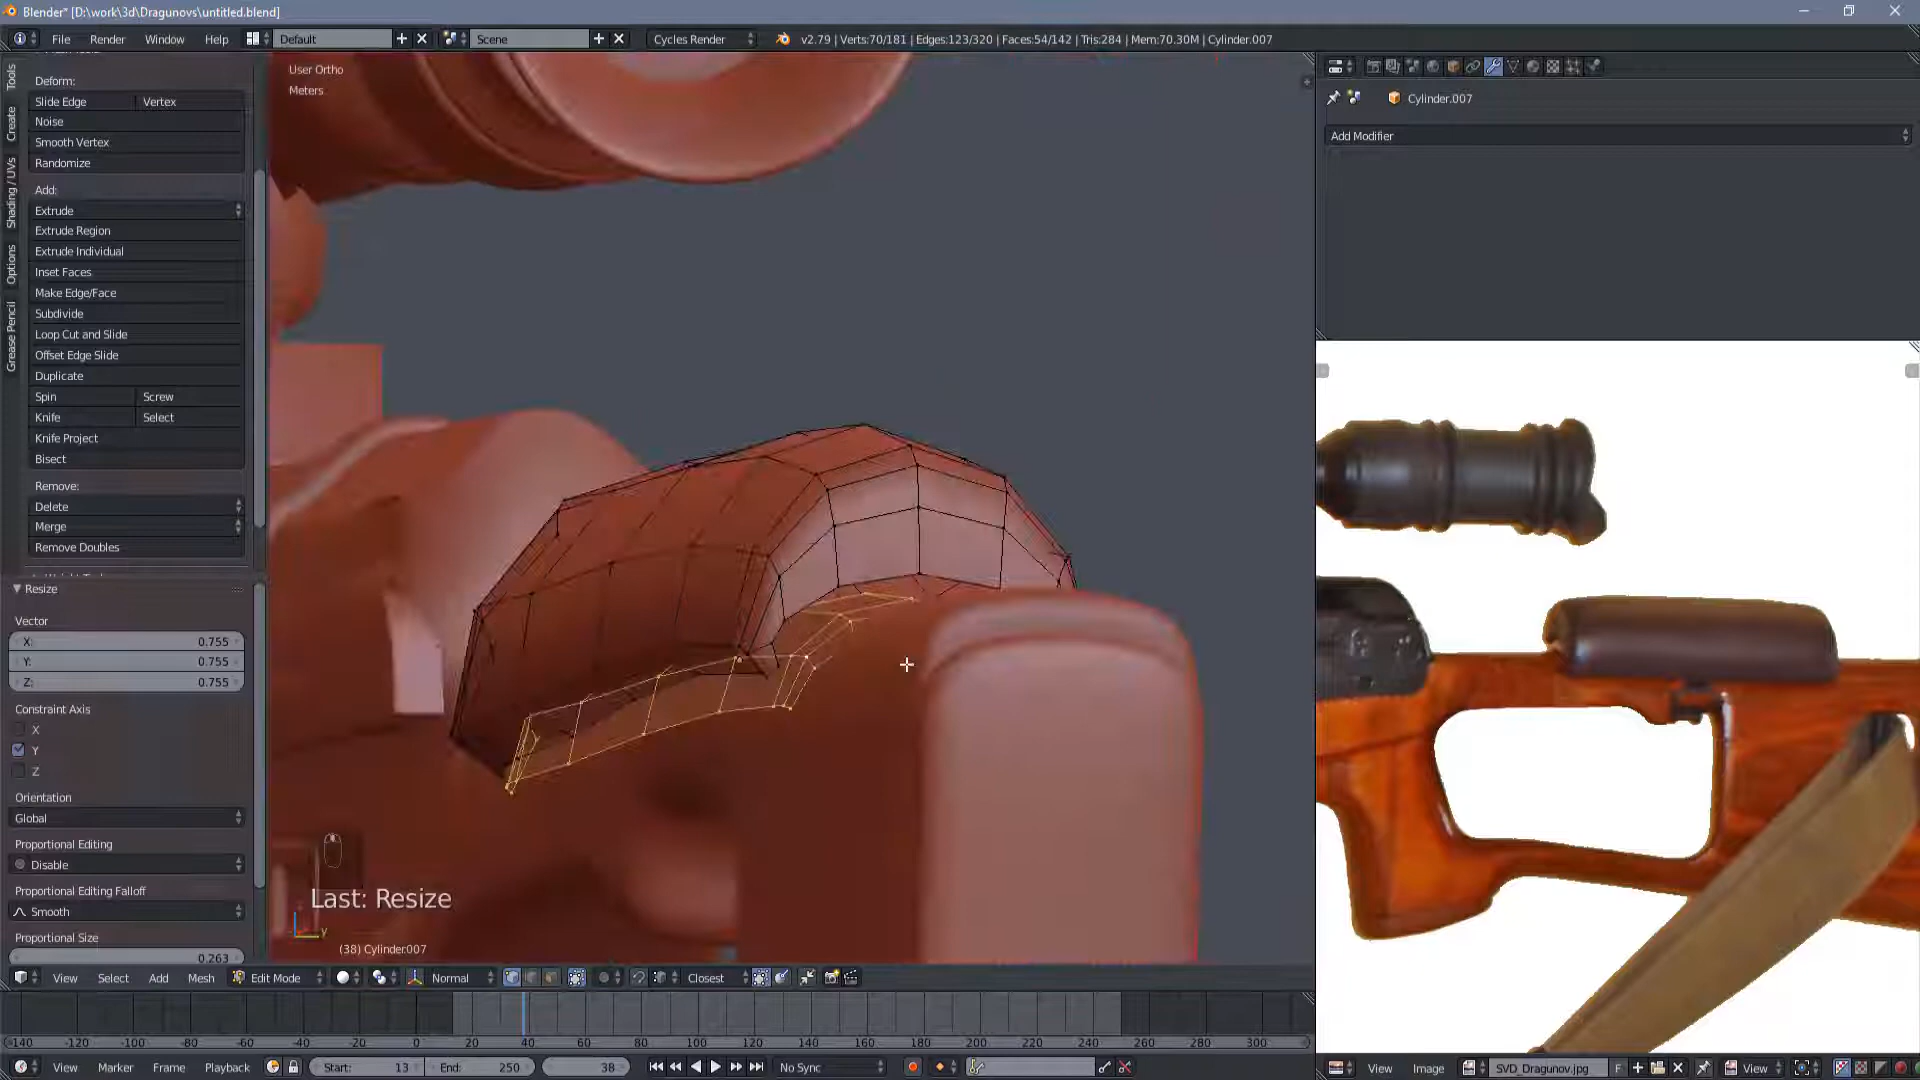 Blender* [D:\work\3d\Dragunovs\untitled.blend]
File Render Window Help Default Scene Cycles Render v2.79 | Verts:70/181 | Edges:123/320 | Faces:54/142 | Tris:284 | Mem:70.30M | Cylinder.007
Tools
Create
Shading / UVs
Options
Grease Pencil
Deform:
Slide Edge Vertex
Noise
Smooth Vertex
Randomize
Add:
Extrude
Extrude Region
Extrude Individual
Inset Faces
Make Edge/Face
Subdivide
Loop Cut and Slide
Offset Edge Slide
Duplicate
Spin Screw
Knife Select
Knife Project
Bisect
Remove:
Delete
Merge
Remove Doubles
Resize
Vector
X: 0.755
Y: 0.755
Z: 0.755
Constraint Axis
X
Y
Z
Orientation
Global
Proportional Editing
Disable
Proportional Editing Falloff
Smooth
Proportional Size
0.263
User Ortho
Meters
Last: Resize
y
(38) Cylinder.007
View Select Add Mesh Edit Mode Normal Closest
-140 -120 -100 -80 -60 -40 -20 0 20 40 60 80 100 120 140 160 180 200 220 240 260 280 300
View Marker Frame Playback Start: 13 End: 250 38 No Sync
Cylinder.007
Add Modifier
View Image SVD_Dragunov.jpg F View